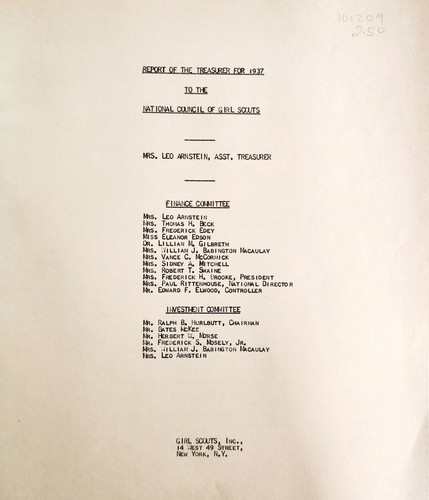 101209
2.50
REPORT OF THE TREASURER FOR 1937
TO THE
NATIONAL COUNCIL OF GIRL SCOUTS
MRS. LEO ARNSTEIN, ASST. TREASURER
FINANCE COMMITTEE
MRS. LEO ARNSTEIN
MRS. THOMAS H. BECK
MRS. FREDERICK EDEY
MISS ELEANOR EDSON
DR. LILLIAN M. GILBRETH
MRS. WILLIAM J. BABINGTON MACAULAY
MRS. VANCE C. MCCORMICK
MRS. SIDNEY A. MITCHELL
MRS. ROBERT T. SWAINE
MRS. FREDERICK H. BROOKE, PRESIDENT
MRS. PAUL RITTENHOUSE, NATIONAL DIRECTOR
MR. EDWARD F. ELWOOD, CONTROLLER
INVESTMENT COMMITTEE
MR. RALPH B. HURLBUTT, CHAIRMAN
MR. BATES MCKEE
MR. HERBERT W. MORSE
MR. FREDERICK S. MOSELY, JR.
MRS. WILLIAM J. BABINGTON MACAULAY
MRS. LEO ARNSTEIN
GIRL SCOUTS, INC.,
14 WEST 49 STREET,
NEW YORK, N.Y.